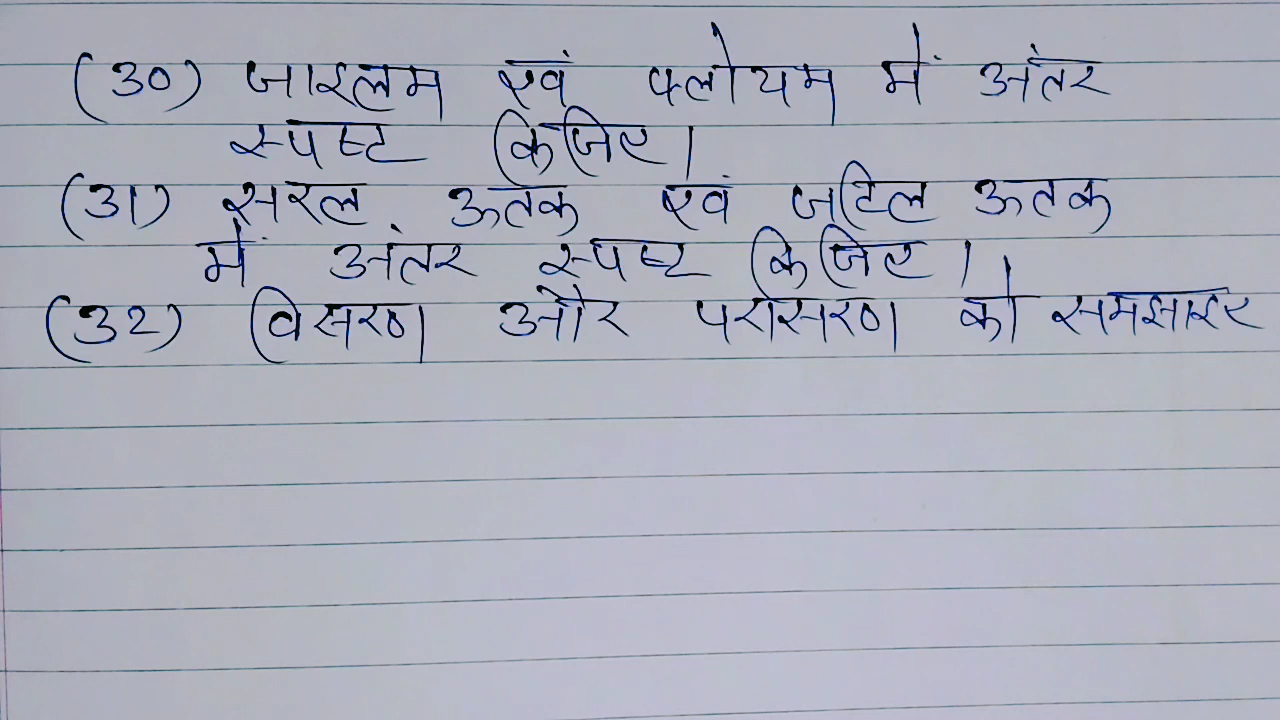 (30) जाइलम एवं फ्लोयम में अंतर
स्पष्ट किजिए।
(31) सरल ऊतक एवं जटिल ऊतक
में अंतर स्पष्ट किजिए।
(32) विसरण और परासरण को समझाइए